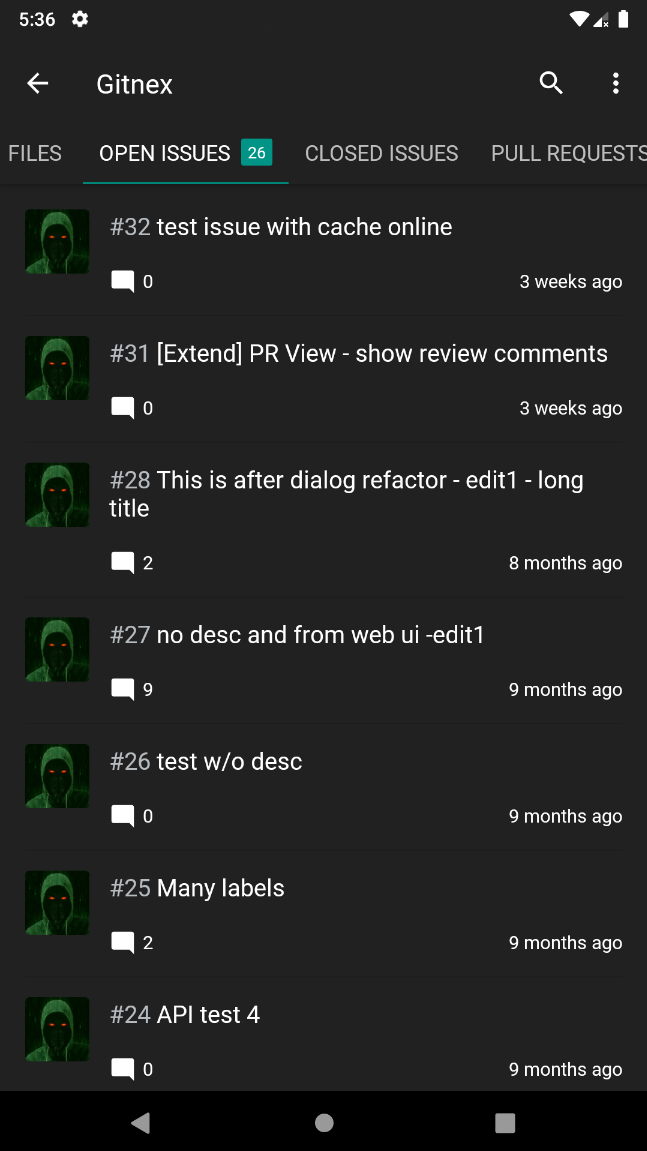 5:36
Gitnex
FILES
OPEN ISSUES 26
CLOSED ISSUES
PULL REQUESTS
#32 test issue with cache online
0
3 weeks ago
#31 [Extend] PR View - show review comments
0
3 weeks ago
#28 This is after dialog refactor - edit1 - long
title
2
8 months ago
#27 no desc and from web ui -edit1
9
9 months ago
#26 test w/o desc
0
9 months ago
#25 Many labels
2
9 months ago
#24 API test 4
0
9 months ago